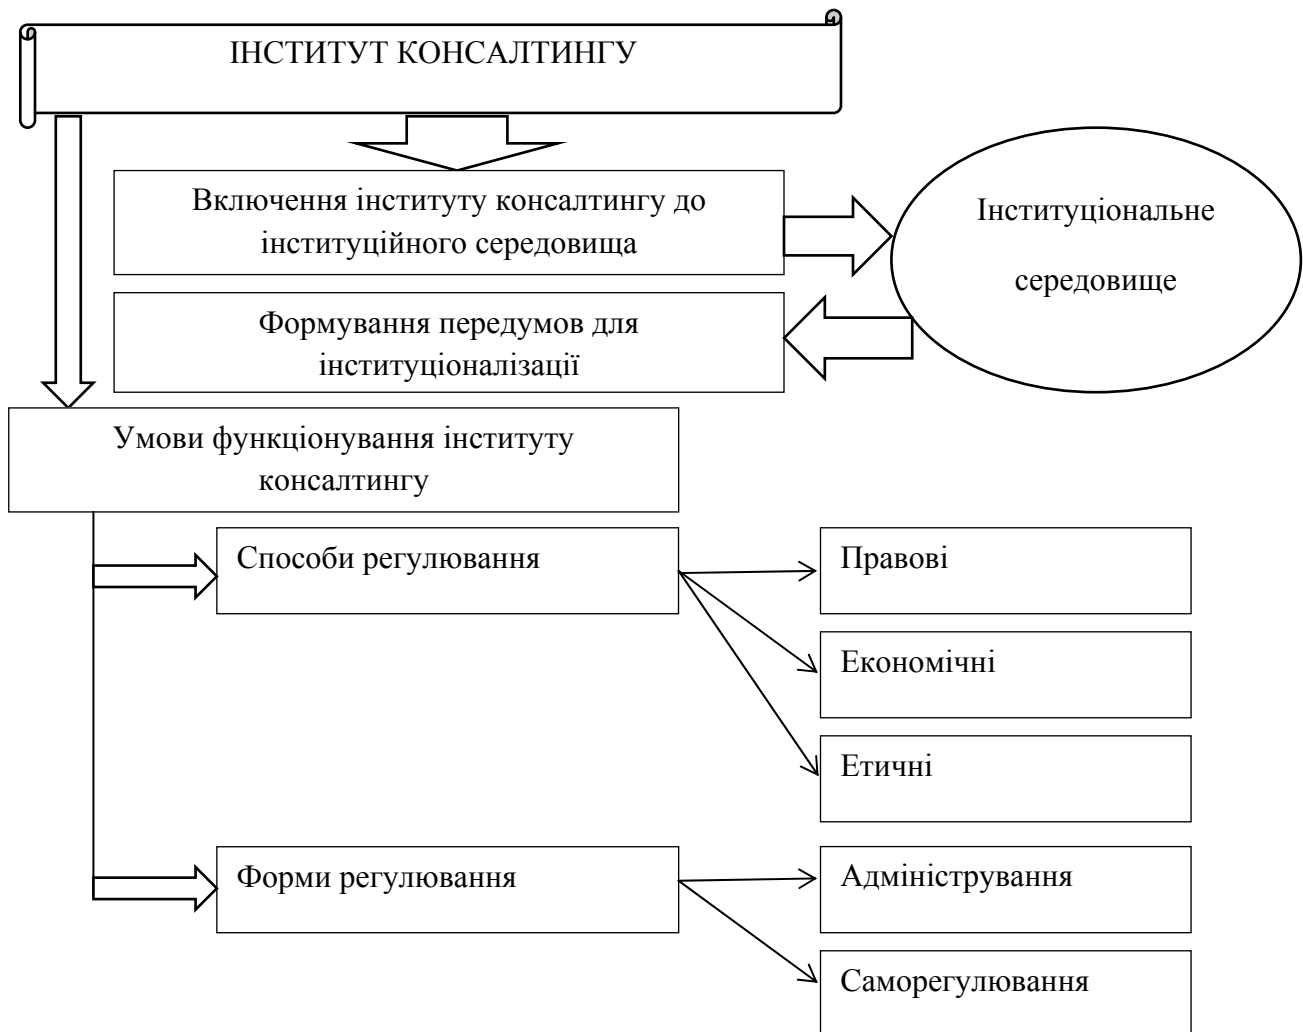 ІНСТИТУТ КОНСАЛТИНГУ
Включення інституту консалтингу до
інституційного середовища
Інституціональне
середовище
Формування передумов для
інституціоналізації
Умови функціонування інституту
консалтингу
Способи регулювання
Правові
Економічні
Етичні
Форми регулювання
Адміністрування
Саморегулювання